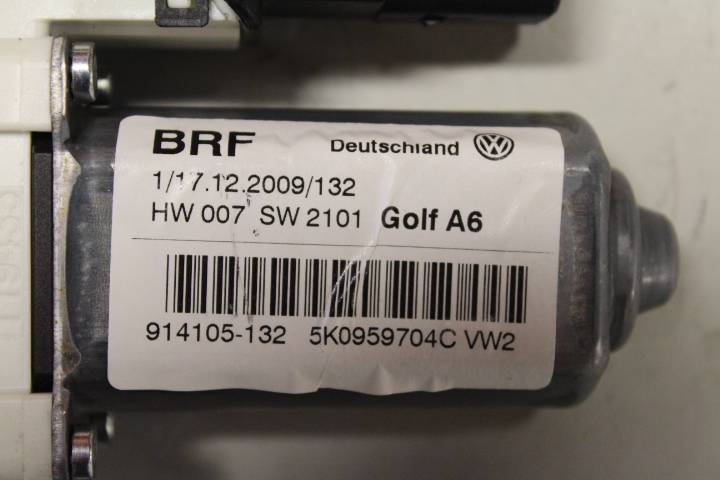 BRF Deutschland
1/17.12.2009/132
HW 007 SW 2101 Golf A6
914105-132 5K0959704C VW2